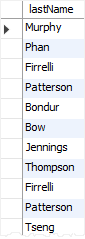 lastName
Murphy
Phan
Firrelli
Patterson
Bondur
Bow
Jennings
Thompson
Firrelli
Patterson
Tseng